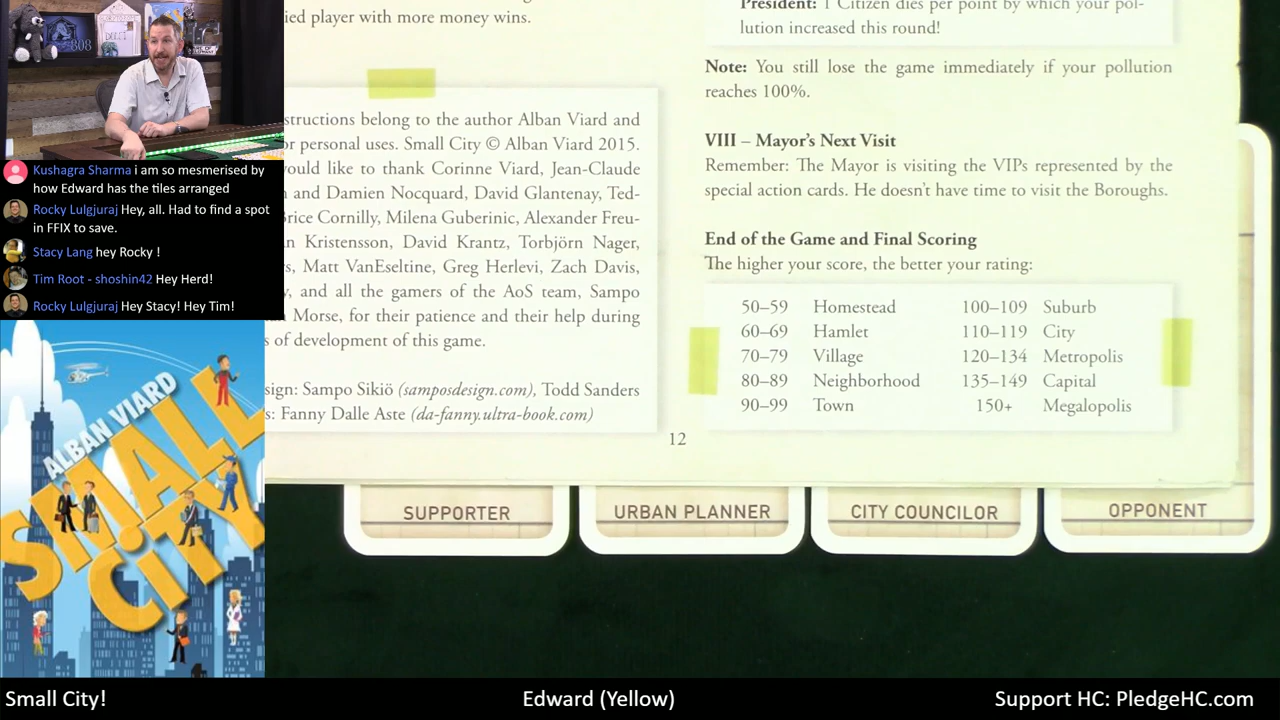 808
Kushagra Sharma i am so mesmerised by
how Edward has the tiles arranged
Rocky Lulgjuraj Hey, all. Had to find a spot
in FFIX to save.
Stacy Lang hey Rocky !
Tim Root - shoshin42 Hey Herd!
Rocky Lulgjuraj Hey Stacy! Hey Tim!
ALBAN VIARD
SMALL
CITY
player with more money wins.
structions belong to the author Alban Viard and
or personal uses. Small City © Alban Viard 2015.
would like to thank Corinne Viard, Jean-Claude
and Damien Nocquard, David Glantenay, Ted-
Brice Cornilly, Milena Guberinic, Alexander Freu-
Kristensson, David Krantz, Torbjörn Nager,
Matt VanEseltine, Greg Herlevi, Zach Davis,
and all the gamers of the AoS team, Sampo
Morse, for their patience and their help during
of development of this game.
sign: Sampo Sikiö (samposdesign.com), Todd Sanders
s: Fanny Dalle Aste (da-fanny.ultra-book.com)
12
President: 1 Citizen dies per point by which your pol-
lution increased this round!
Note: You still lose the game immediately if your pollution
reaches 100%.
VIII – Mayor's Next Visit
Remember: The Mayor is visiting the VIPs represented by the
special action cards. He doesn't have time to visit the Boroughs.
End of the Game and Final Scoring
The higher your score, the better your rating:
50–59 Homestead 100–109 Suburb
60–69 Hamlet 110–119 City
70–79 Village 120–134 Metropolis
80–89 Neighborhood 135–149 Capital
90–99 Town 150+ Megalopolis
SUPPORTER URBAN PLANNER CITY COUNCILOR OPPONENT
Small City! Edward (Yellow) Support HC: PledgeHC.com